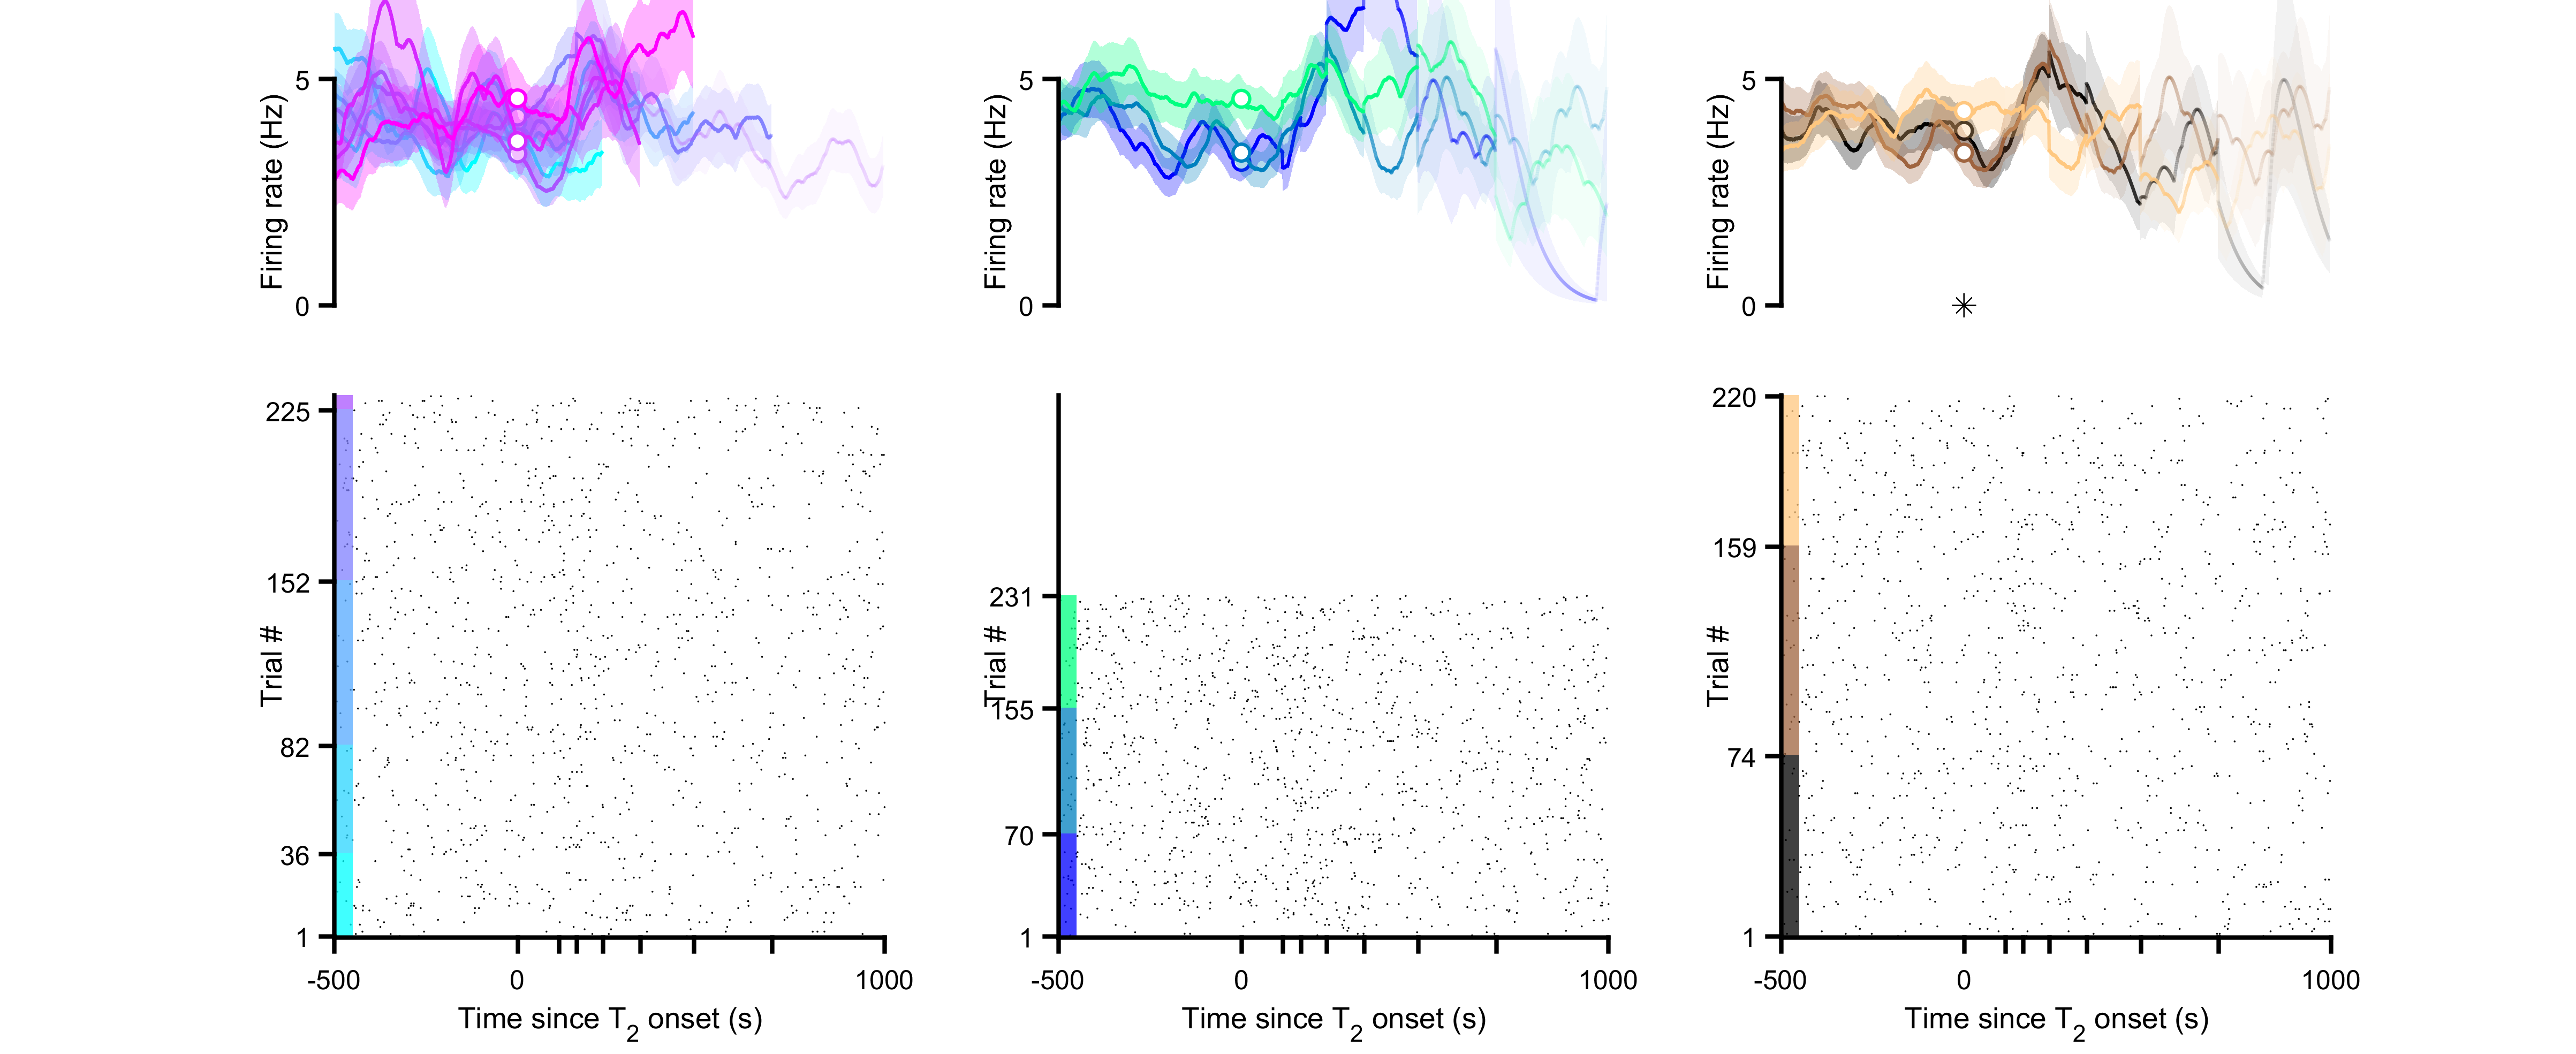 5
0
Firing rate (Hz)
5
0
Firing rate (Hz)
5
0
Firing rate (Hz)
225
152
82
36
1
Trial #
-500 0 1000
Time since T2 onset (s)
231
155
70
1
Trial #
-500 0 1000
Time since T2 onset (s)
220
159
74
1
Trial #
-500 0 1000
Time since T2 onset (s)